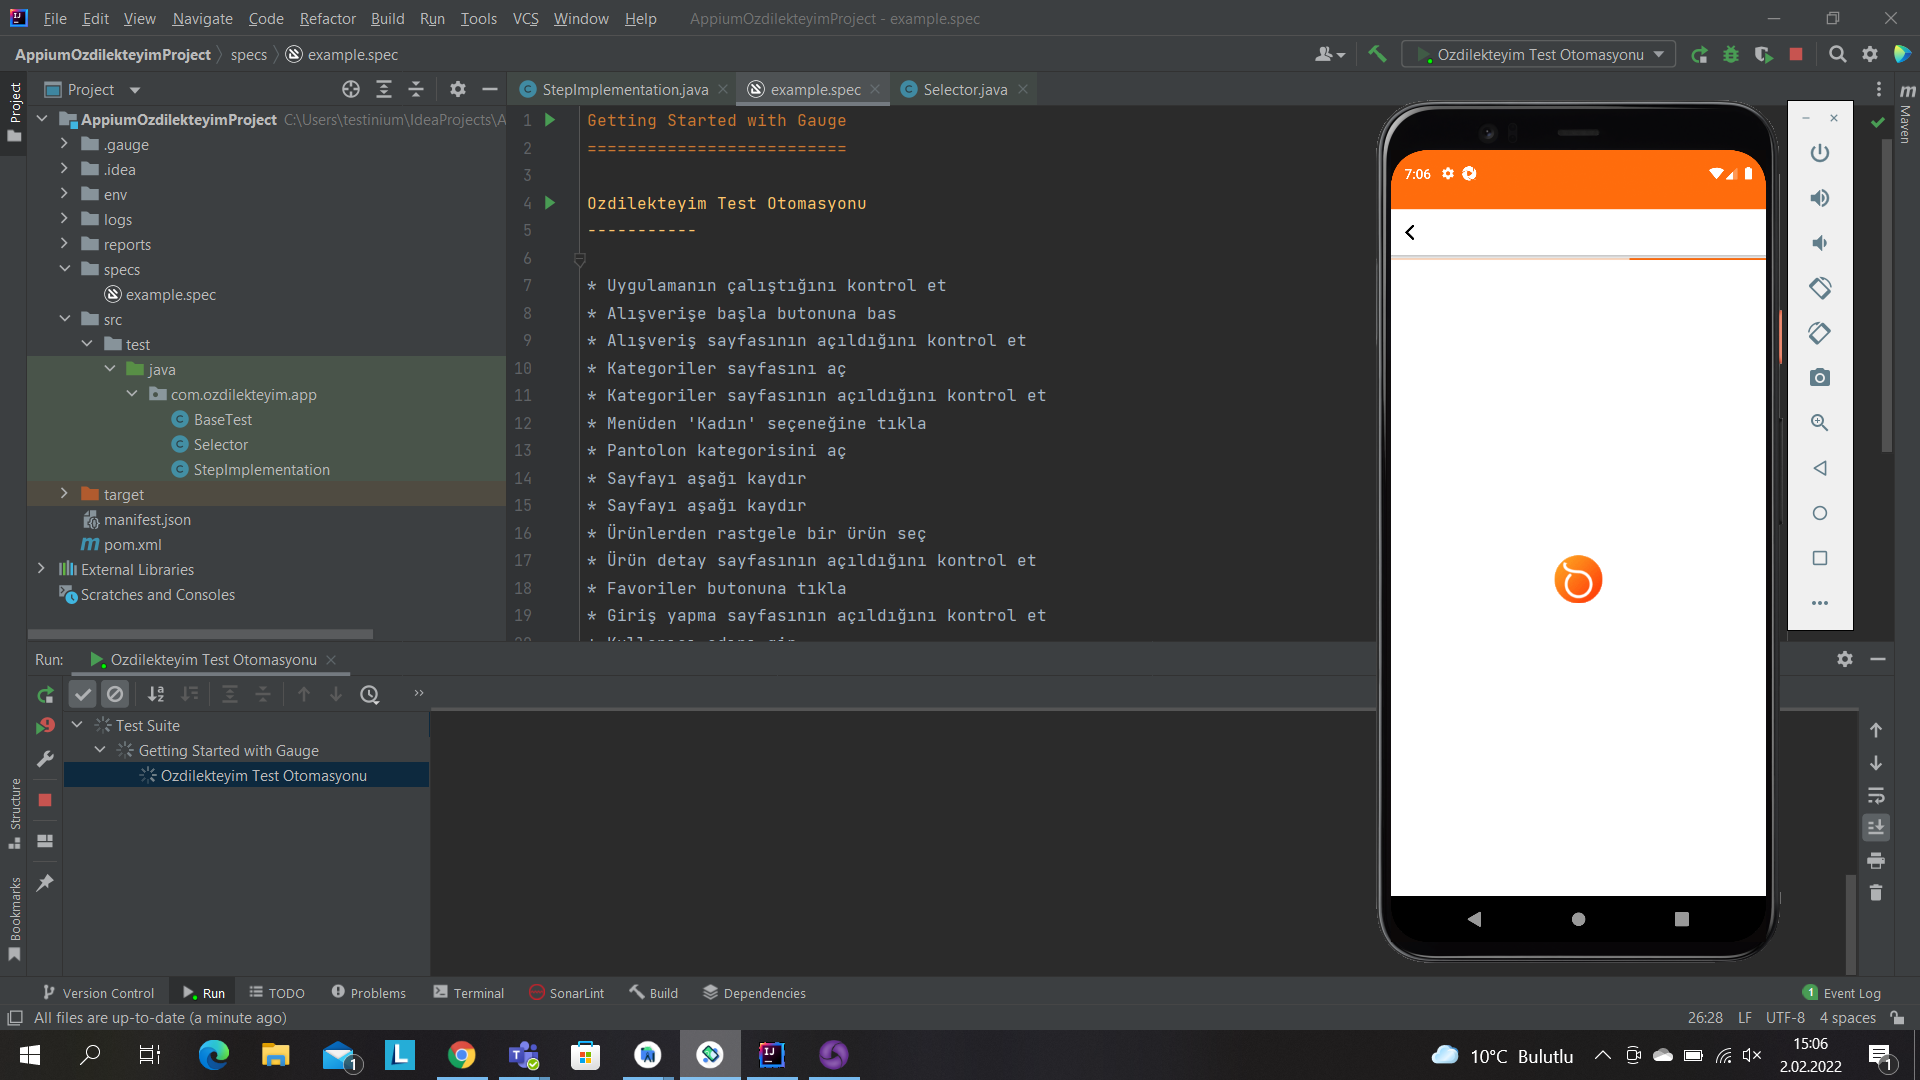 File Edit View Navigate Code Refactor Build Run Tools VCS Window Help AppiumOzdilekteyimProject - example.spec
AppiumOzdilekteyimProject specs example.spec Ozdilekteyim Test Otomasyonu
Project
Project
StepImplementation.java example.spec Selector.java
Maven
AppiumOzdilekteyimProject C:\Users\testinium\IdeaProjects\A
.gauge
.idea
env
logs
reports
specs
example.spec
src
test
java
com.ozdilekteyim.app
BaseTest
Selector
StepImplementation
target
manifest.json
pom.xml
External Libraries
Scratches and Consoles
1 Getting Started with Gauge
2 ==========================
3
4 Ozdilekteyim Test Otomasyonu
5 -----------
6
7 * Uygulamanın çalıştığını kontrol et
8 * Alışverişe başla butonuna bas
9 * Alışveriş sayfasının açıldığını kontrol et
10 * Kategoriler sayfasını aç
11 * Kategoriler sayfasının açıldığını kontrol et
12 * Menüden 'Kadın' seçeneğine tıkla
13 * Pantolon kategorisini aç
14 * Sayfayı aşağı kaydır
15 * Sayfayı aşağı kaydır
16 * Ürünlerden rastgele bir ürün seç
17 * Ürün detay sayfasının açıldığını kontrol et
18 * Favoriler butonuna tıkla
19 * Giriş yapma sayfasının açıldığını kontrol et
7:06
Run: Ozdilekteyim Test Otomasyonu
Test Suite
Getting Started with Gauge
Ozdilekteyim Test Otomasyonu
Structure
Bookmarks
Version Control Run TODO Problems Terminal SonarLint Build Dependencies 1 Event Log
All files are up-to-date (a minute ago) 26:28 LF UTF-8 4 spaces
10°C Bulutlu
15:06
2.02.2022
1
1